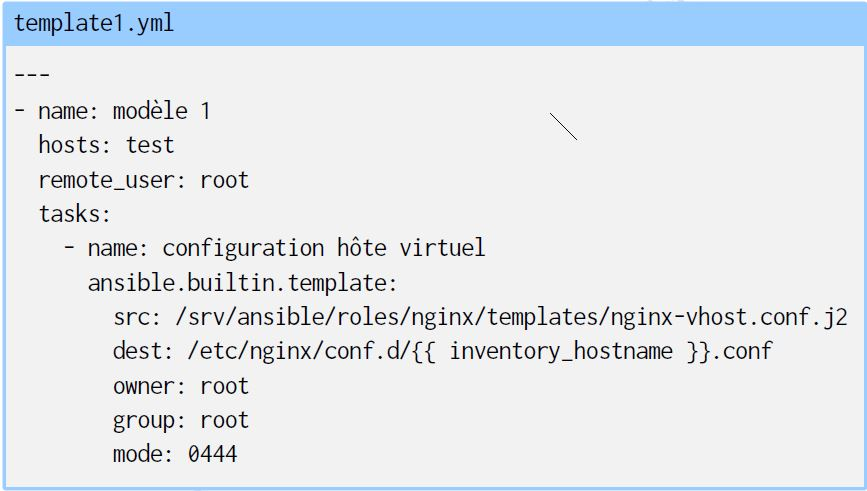 template1.yml
---
- name: modèle 1
  hosts: test
  remote_user: root
  tasks:
    - name: configuration hôte virtuel
      ansible.builtin.template:
        src: /srv/ansible/roles/nginx/templates/nginx-vhost.conf.j2
        dest: /etc/nginx/conf.d/{{ inventory_hostname }}.conf
        owner: root
        group: root
        mode: 0444